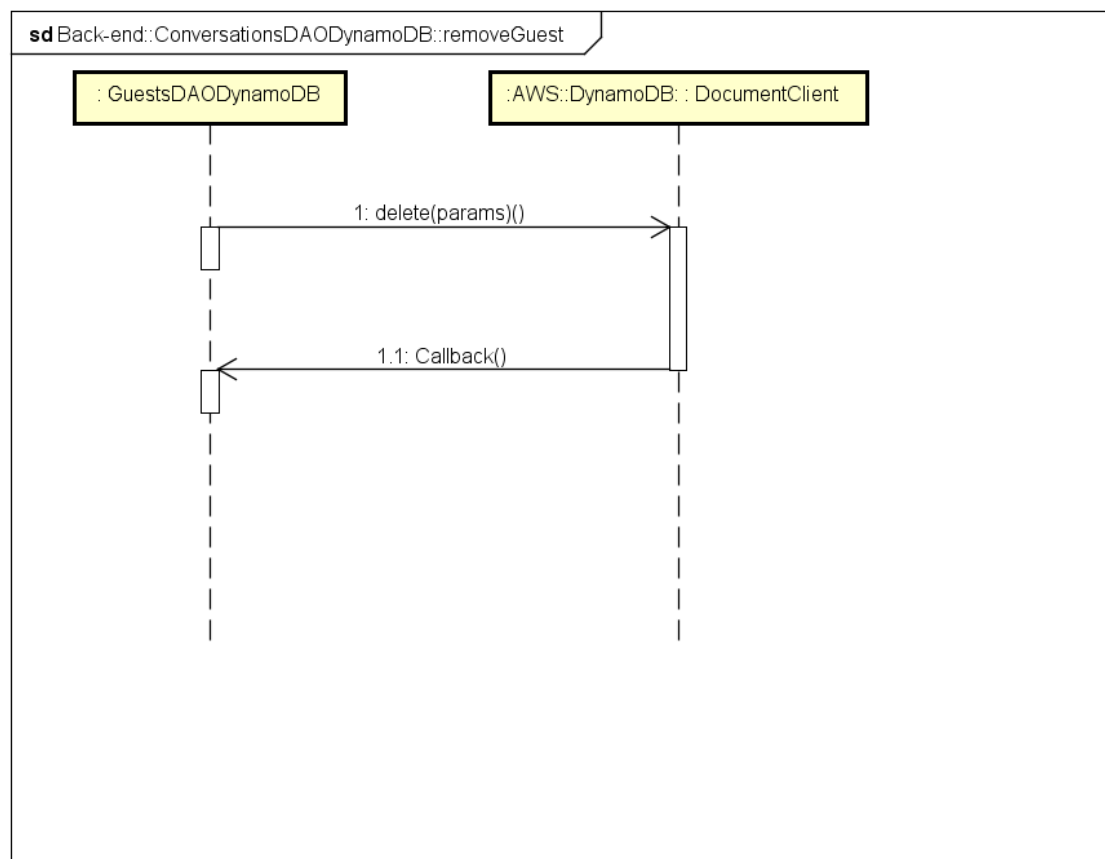 sd Back-end::ConversationsDAODynamoDB::removeGuest
: GuestsDAODynamoDB
:AWS::DynamoDB: : DocumentClient
1: delete(params)()
1.1: Callback()